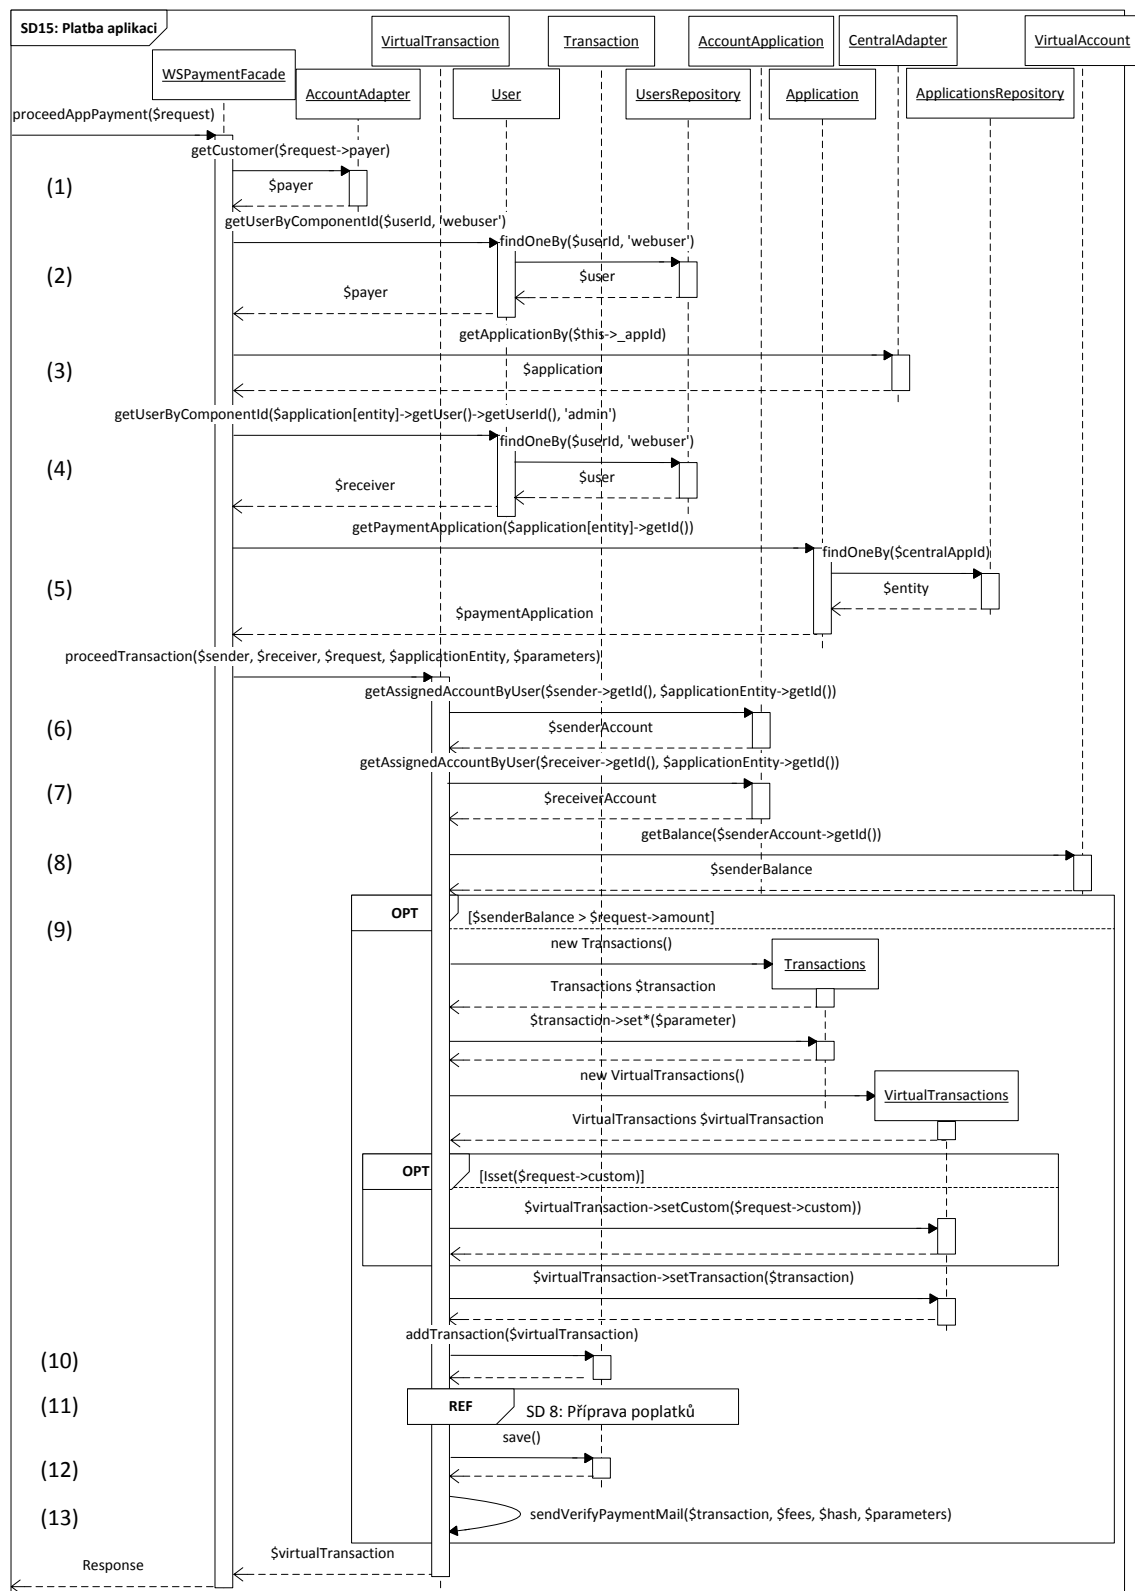 SD15: Platba aplikaci
VirtualTransaction
Transaction
AccountApplication
CentralAdapter
VirtualAccount
WSPaymentFacade
AccountAdapter
User
UsersRepository
Application
ApplicationsRepository
proceedAppPayment($request)
getCustomer($request->payer)
(1)
$payer
getUserByComponentId($userId, 'webuser')
findOneBy($userId, 'webuser')
(2)
$user
$payer
getApplicationBy($this->_appId)
(3)
$application
getUserByComponentId($application[entity]->getUser()->getUserId(), 'admin')
findOneBy($userId, 'webuser')
(4)
$user
$receiver
getPaymentApplication($application[entity]->getId())
findOneBy($centralAppId)
(5)
$entity
$paymentApplication
proceedTransaction($sender, $receiver, $request, $applicationEntity, $parameters)
getAssignedAccountByUser($sender->getId(), $applicationEntity->getId())
(6)
$senderAccount
getAssignedAccountByUser($receiver->getId(), $applicationEntity->getId())
(7)
$receiverAccount
getBalance($senderAccount->getId())
(8)
$senderBalance
OPT
[$senderBalance > $request->amount]
(9)
new Transactions()
Transactions
Transactions $transaction
$transaction->set*($parameter)
new VirtualTransactions()
VirtualTransactions
VirtualTransactions $virtualTransaction
OPT
[Isset($request->custom)]
$virtualTransaction->setCustom($request->custom))
$virtualTransaction->setTransaction($transaction)
addTransaction($virtualTransaction)
(10)
(11)
REF
SD 8: Příprava poplatků
save()
(12)
(13)
sendVerifyPaymentMail($transaction, $fees, $hash, $parameters)
$virtualTransaction
Response